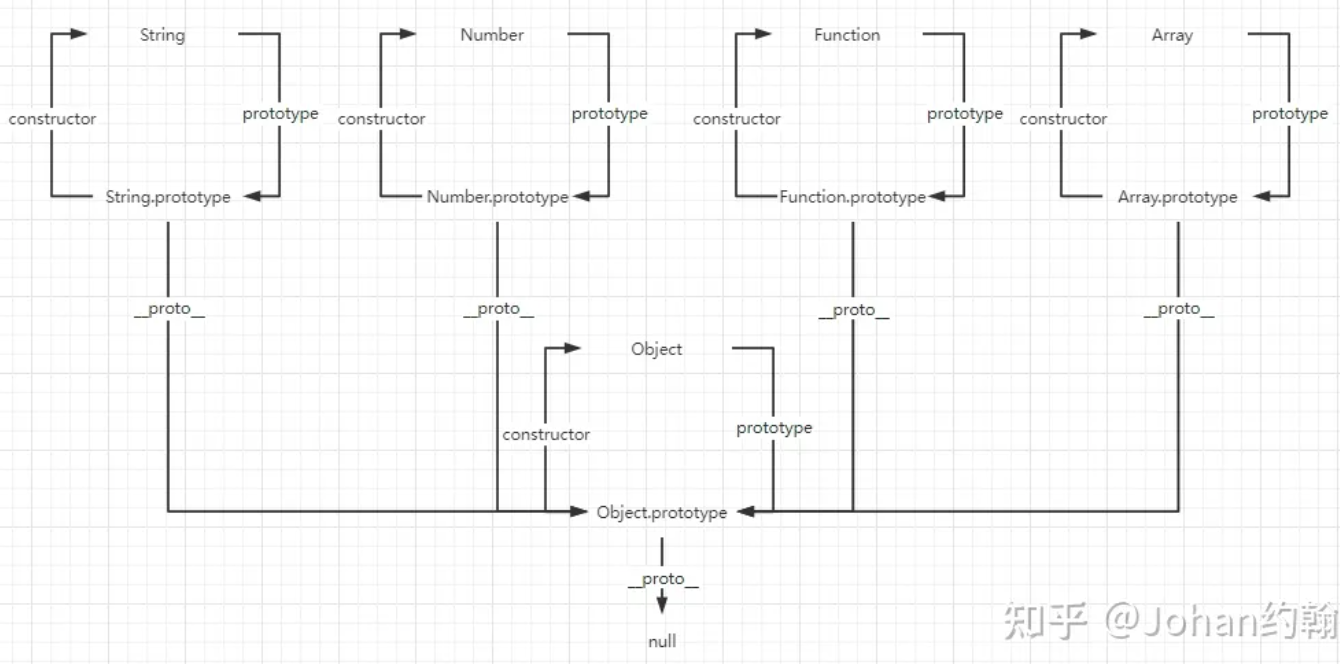 String
Number
Function
Array
constructor
prototype
constructor
prototype
constructor
prototype
constructor
prototype
String.prototype
Number.prototype
Function.prototype
Array.prototype
__proto__
__proto__
__proto__
__proto__
Object
constructor
prototype
Object.prototype
__proto__
null
知乎 @Johan约翰